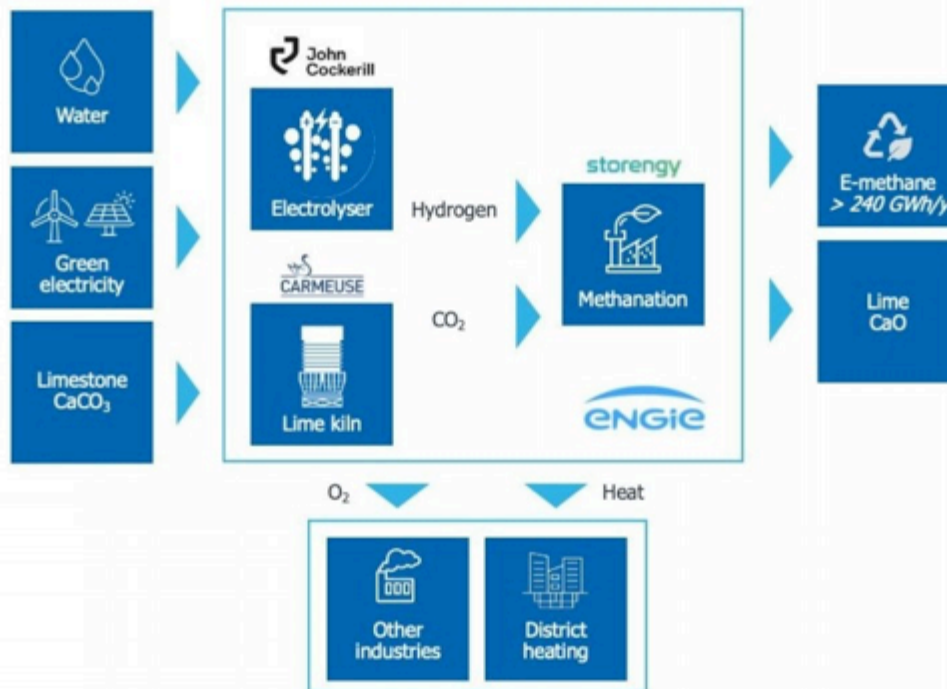 Water
Green
electricity
Limestone
CaCO₃
John
Cockerill
Electrolyser
Hydrogen
CARMEUSE
CO₂
Lime kiln
storengy
Methanation
ENGIE
E-methane
> 240 GWh/y
Lime
CaO
O₂
Heat
Other
industries
District
heating